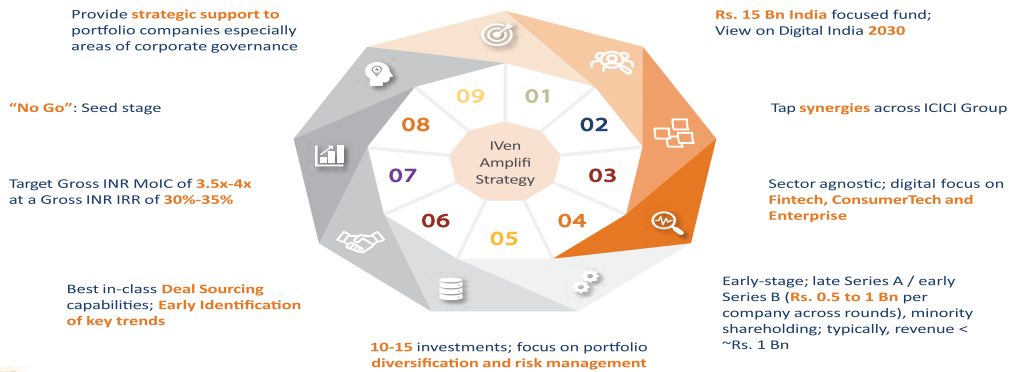 Provide strategic support to
portfolio companies especially
areas of corporate governance
Rs. 15 Bn India focused fund;
View on Digital India 2030
"No Go": Seed stage
Tap synergies across ICICI Group
Target Gross INR MoIC of 3.5x-4x
at a Gross INR IRR of 30%-35%
Sector agnostic; digital focus on
Fintech, ConsumerTech and
Enterprise
Best in-class Deal Sourcing
capabilities; Early Identification
of key trends
Early-stage; late Series A / early
Series B (Rs. 0.5 to 1 Bn per
company across rounds), minority
shareholding; typically, revenue <
~Rs. 1 Bn
10-15 investments; focus on portfolio
diversification and risk management
IVen
Amplifi
Strategy
01
02
03
04
05
06
07
08
09